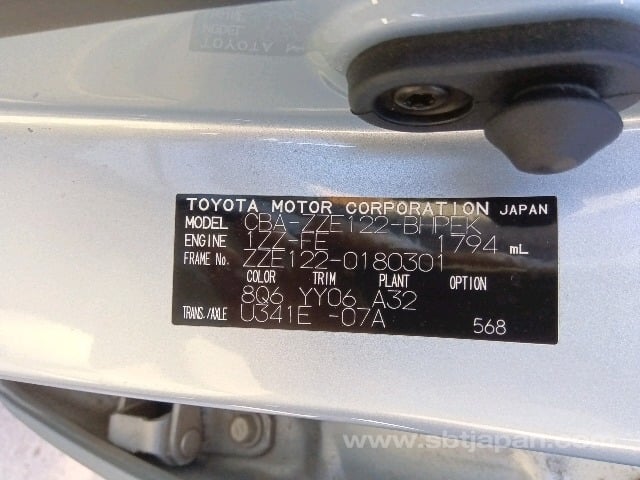 TOYOTA MOTOR CORPORATION JAPAN
MODEL CBA-ZZE122-BHPEK
ENGINE 1ZZ-FE 1794 mL
FRAME No. ZZE122-0180301
COLOR TRIM PLANT OPTION
8Q6 YY06 A32
TRANS./AXLE U341E -07A
568
www.sbtjapan.com